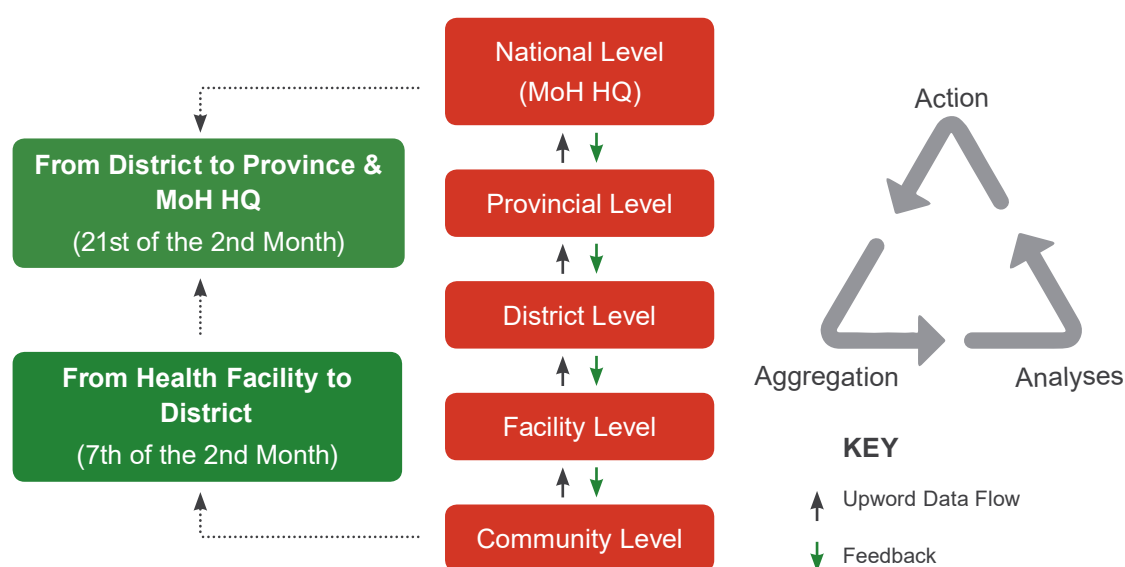 National Level
(MoH HQ)
From District to Province &
MoH HQ
(21st of the 2nd Month)
Provincial Level
District Level
From Health Facility to
District
(7th of the 2nd Month)
Facility Level
Community Level
Action
Aggregation
Analyses
KEY
Upword Data Flow
Feedback